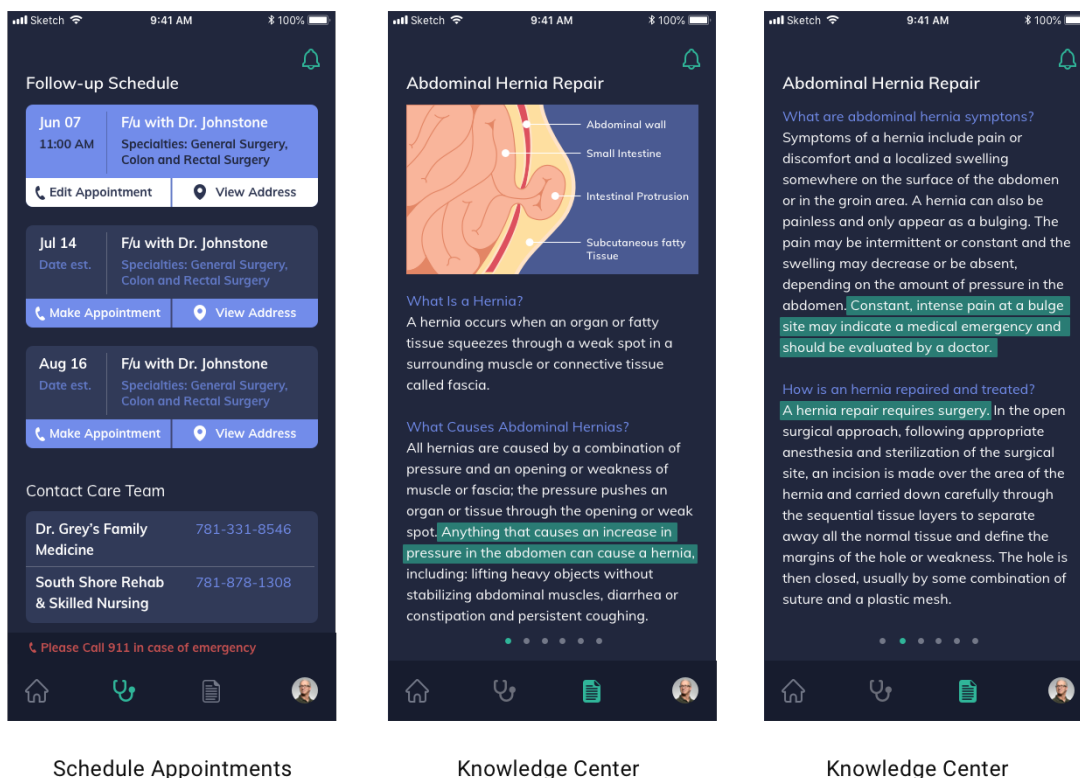 Sketch 9:41 AM 100%
Follow-up Schedule
Jun 07 F/u with Dr. Johnstone
11:00 AM Specialties: General Surgery,
Colon and Rectal Surgery
Edit Appointment View Address
Jul 14 F/u with Dr. Johnstone
Date est. Specialties: General Surgery,
Colon and Rectal Surgery
Make Appointment View Address
Aug 16 F/u with Dr. Johnstone
Date est. Specialties: General Surgery,
Colon and Rectal Surgery
Make Appointment View Address
Contact Care Team
Dr. Grey's Family 781-331-8546
Medicine
South Shore Rehab 781-878-1308
& Skilled Nursing
Please Call 911 in case of emergency
Schedule Appointments
Sketch 9:41 AM 100%
Abdominal Hernia Repair
Abdominal wall
Small Intestine
Intestinal Protrusion
Subcutaneous fatty
Tissue
What Is a Hernia?
A hernia occurs when an organ or fatty
tissue squeezes through a weak spot in a
surrounding muscle or connective tissue
called fascia.
What Causes Abdominal Hernias?
All hernias are caused by a combination of
pressure and an opening or weakness of
muscle or fascia; the pressure pushes an
organ or tissue through the opening or weak
spot. Anything that causes an increase in
pressure in the abdomen can cause a hernia,
including: lifting heavy objects without
stabilizing abdominal muscles, diarrhea or
constipation and persistent coughing.
Knowledge Center
Sketch 9:41 AM 100%
Abdominal Hernia Repair
What are abdominal hernia symptons?
Symptoms of a hernia include pain or
discomfort and a localized swelling
somewhere on the surface of the abdomen
or in the groin area. A hernia can also be
painless and only appear as a bulging. The
pain may be intermittent or constant and the
swelling may decrease or be absent,
depending on the amount of pressure in the
abdomen. Constant, intense pain at a bulge
site may indicate a medical emergency and
should be evaluated by a doctor.
How is an hernia repaired and treated?
A hernia repair requires surgery. In the open
surgical approach, following appropriate
anesthesia and sterilization of the surgical
site, an incision is made over the area of the
hernia and carried down carefully through
the sequential tissue layers to separate
away all the normal tissue and define the
margins of the hole or weakness. The hole is
then closed, usually by some combination of
suture and a plastic mesh.
Knowledge Center